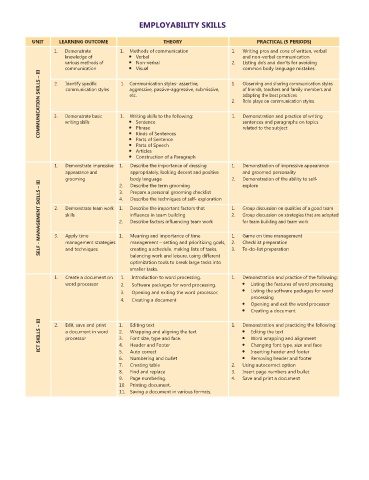 EMPLOYABILITY SKILLS
UNIT
LEARNING OUTCOME
THEORY
PRACTICAL (5 PERIODS)
COMMUNICATION SKILLS – III
1. Demonstrate
knowledge of
various methods of
communication
1. Methods of communication
• Verbal
• Non-verbal
• Visual
1. Writing pros and cons of written, verbal
and non-verbal communication
2. Listing do's and don'ts for avoiding
common body language mistakes
2. Identify specific
communication styles
1. Communication styles- assertive,
aggressive, passive-aggressive, submissive,
etc.
1. Observing and sharing communication styles
of friends, teachers and family members and
adapting the best practices
2. Role plays on communication styles.
3. Demonstrate basic
writing skills
1. Writing skills to the following:
• Sentence
• Phrase
• Kinds of Sentences
• Parts of Sentence
• Parts of Speech
• Articles
• Construction of a Paragraph
1. Demonstration and practice of writing
sentences and paragraphs on topics
related to the subject
SELF - MANAGEMENT SKILLS – III
1. Demonstrate impressive
appearance and
grooming
1. Describe the importance of dressing
appropriately, looking decent and positive
body language
2. Describe the term grooming
3. Prepare a personal grooming checklist
4. Describe the techniques of self- exploration
1. Demonstration of impressive appearance
and groomed personality
2. Demonstration of the ability to self-
explore
2. Demonstrate team work
skills
1. Describe the important factors that
influence in team building
2. Describe factors influencing team work
1. Group discussion on qualities of a good team
2. Group discussion on strategies that are adopted
for team building and team work
3. Apply time
management strategies
and techniques
1. Meaning and importance of time
management – setting and prioritizing goals,
creating a schedule, making lists of tasks,
balancing work and leisure, using different
optimization tools to break large tasks into
smaller tasks.
1. Game on time management
2. Checklist preparation
3. To-do-list preparation
ICT SKILLS – III
1. Create a document on
word processor
1. Introduction to word processing.
2. Software packages for word processing.
3. Opening and exiting the word processor.
4. Creating a document
1. Demonstration and practice of the following:
• Listing the features of word processing
• Listing the software packages for word
processing
• Opening and exit the word processor
• Creating a document
2. Edit, save and print
a document in word
processor
1. Editing text
2. Wrapping and aligning the text
3. Font size, type and face.
4. Header and Footer
5. Auto correct
6. Numbering and bullet
7. Creating table
8. Find and replace
9. Page numbering.
10. Printing document.
11. Saving a document in various formats.
1. Demonstration and practising the following:
• Editing the text
• Word wrapping and alignment
• Changing font type, size and face
• Inserting header and footer
• Removing header and footer
2. Using autocorrect option
3. Insert page numbers and bullet
4. Save and print a document